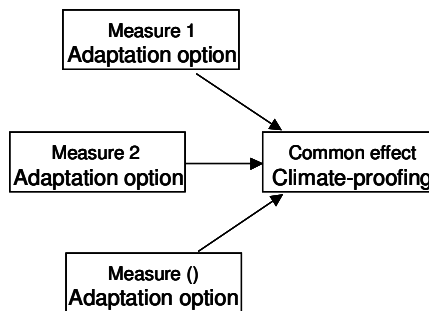 Measure 1
Adaptation option
Measure 2
Adaptation option
Common effect
Climate-proofing
Measure ()
Adaptation option